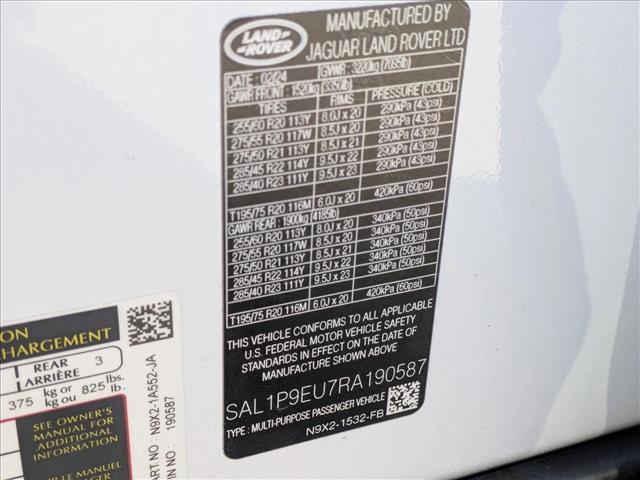 LAND ROVER
MANUFACTURED BY
JAGUAR LAND ROVER LTD
DATE : 02/24 GVWR : 3220kg (7085lb)
GAWR FRONT : 1520kg (3350lb)
TIRES RIMS PRESSURE (COLD)
255/60 R20 113Y 8.0J x 20 290kPa (43psi)
275/55 R20 117W 8.5J x 20 290kPa (43psi)
275/50 R21 113Y 8.5J x 21 290kPa (43psi)
285/45 R22 114Y 9.5J x 22 290kPa (43psi)
285/40 R23 111Y 9.5J x 23 290kPa (43psi)
T195/75 R20 116M 6.0J x 20 420kPa (60psi)
GAWR REAR : 1900kg (4185lb)
255/60 R20 113Y 8.0J x 20 340kPa (50psi)
275/55 R20 117W 8.5J x 20 340kPa (50psi)
275/50 R21 113Y 8.5J x 21 340kPa (50psi)
285/45 R22 114Y 9.5J x 22 340kPa (50psi)
285/40 R23 111Y 9.5J x 23 340kPa (50psi)
T195/75 R20 116M 6.0J x 20 420kPa (60psi)
THIS VEHICLE CONFORMS TO ALL APPLICABLE
U.S. FEDERAL MOTOR VEHICLE SAFETY
STANDARDS IN EFFECT ON THE DATE OF
MANUFACTURE SHOWN ABOVE
SAL1P9EU7RA190587
TYPE : MULTI-PURPOSE PASSENGER VEHICLE
N9X2-1532-FB
ON
CHARGEMENT
REAR 3
ARRIÈRE
375 kg or 825 lbs.
kg ou lb.
SEE OWNER'S
MANUAL FOR
ADDITIONAL
INFORMATION
LE MANUEL
PART NO : N9X2-1A552-JA
VIN NO : 190587